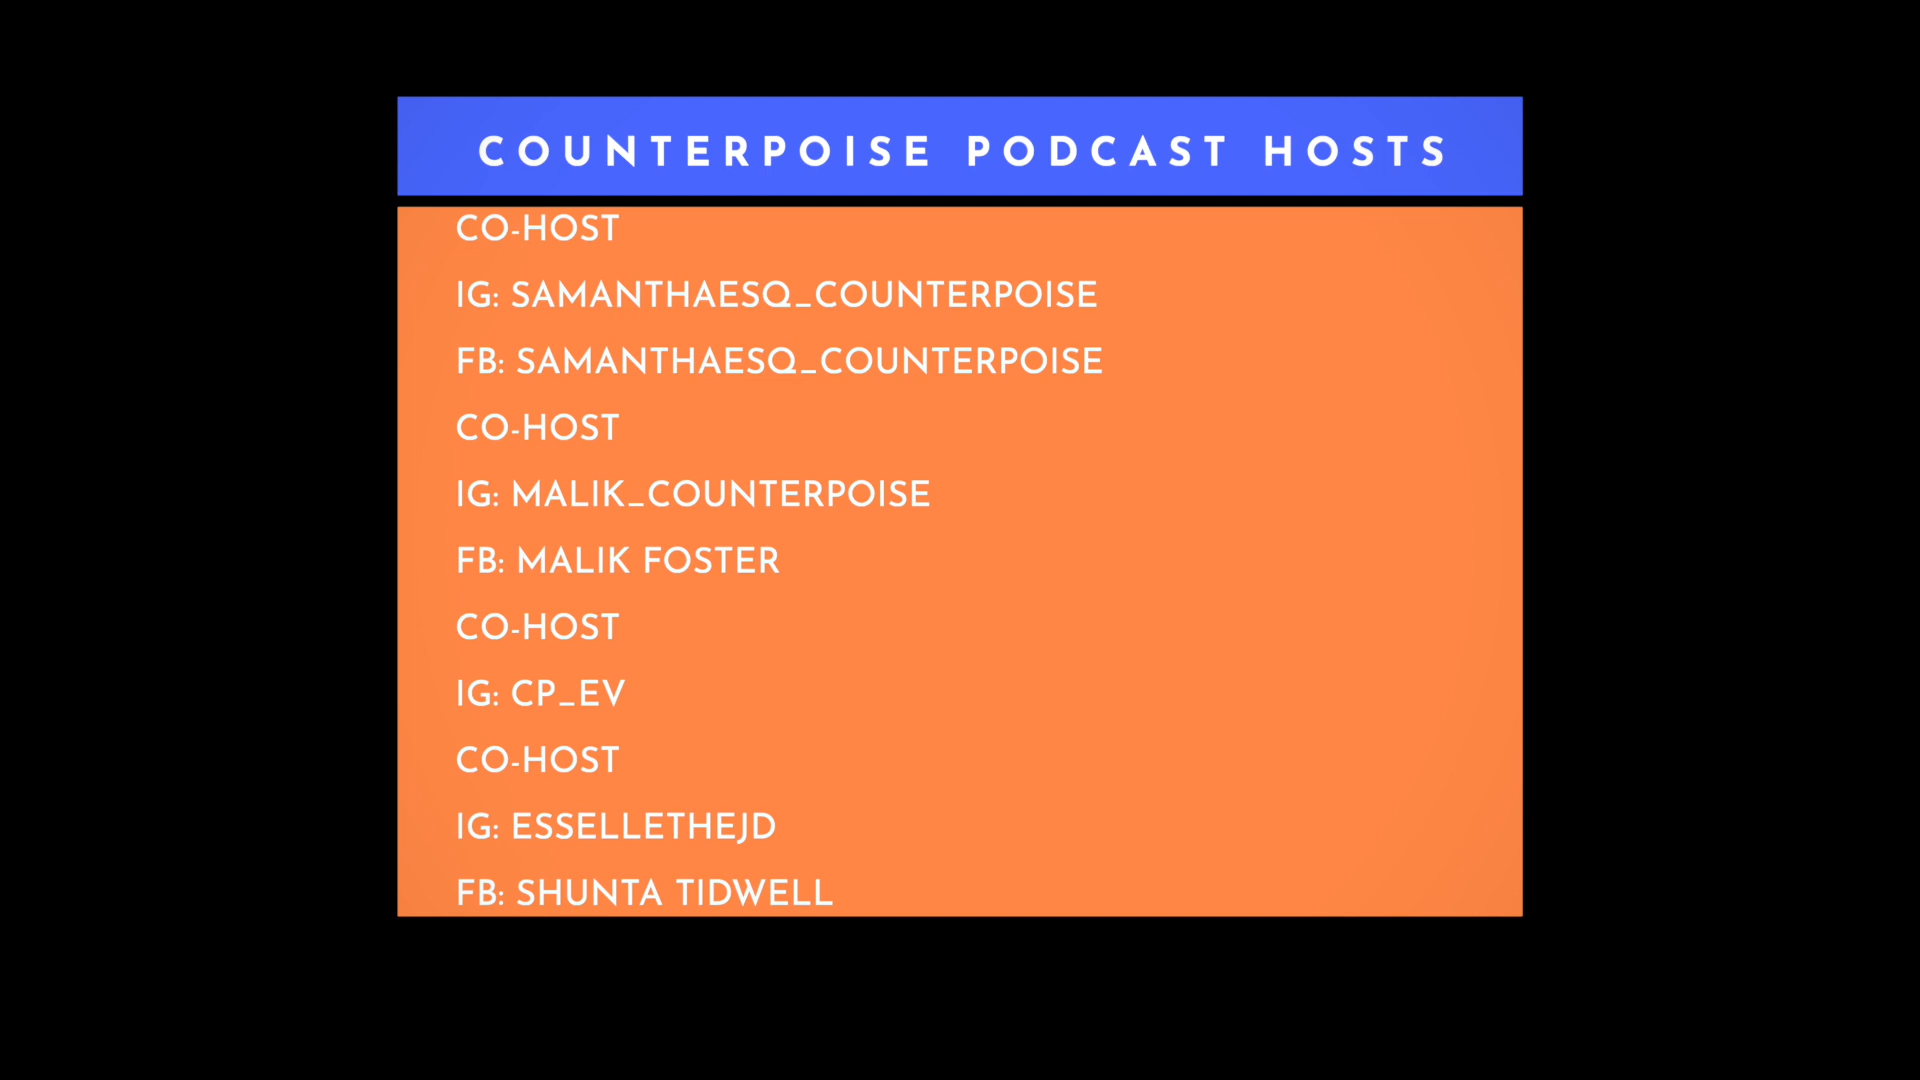 COUNTERPOISE PODCAST HOSTS
CO-HOST
IG: SAMANTHAESQ_COUNTERPOISE
FB: SAMANTHAESQ_COUNTERPOISE
CO-HOST
IG: MALIK_COUNTERPOISE
FB: MALIK FOSTER
CO-HOST
IG: CP_EV
CO-HOST
IG: ESSELLETHEJD
FB: SHUNTA TIDWELL